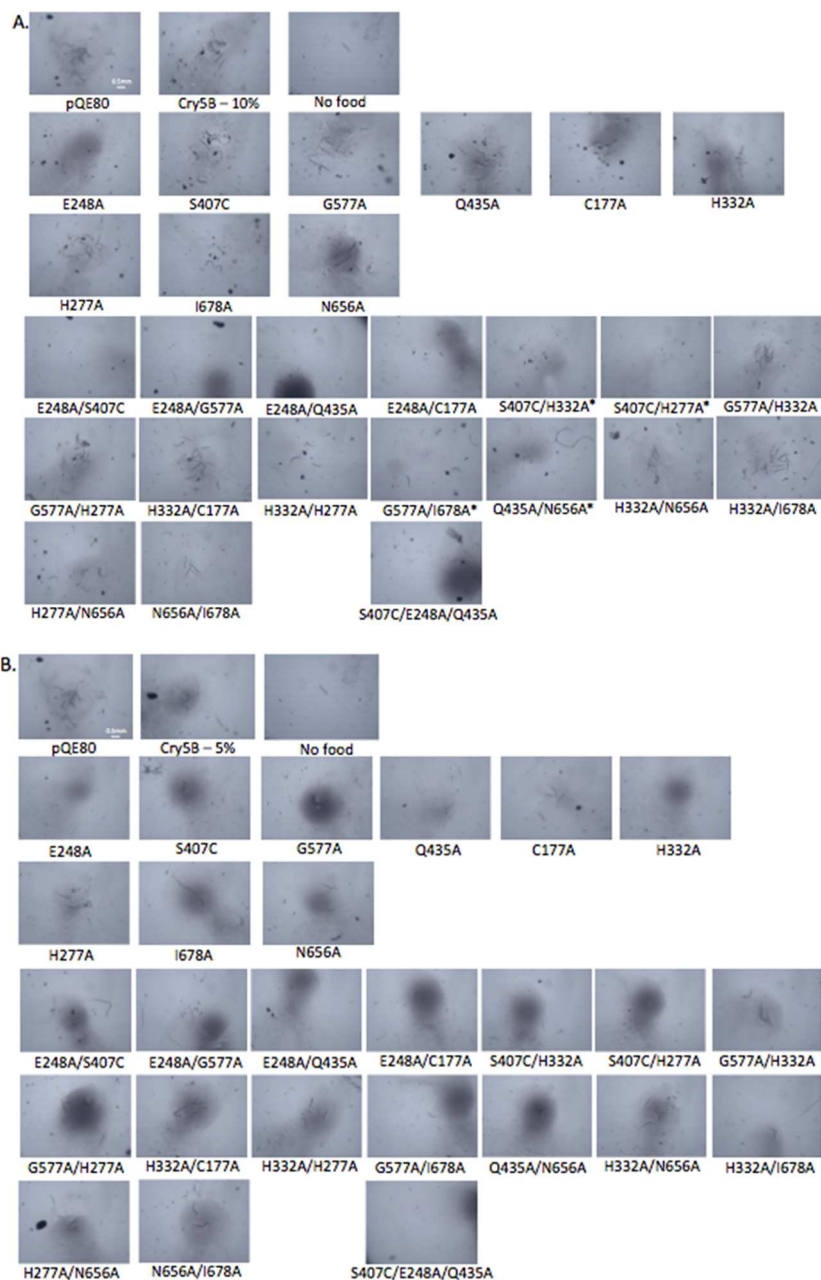 A.
0.5mm
pQE80 Cry5B – 10% No food
E248A S407C G577A Q435A C177A H332A
H277A I678A N656A
E248A/S407C E248A/G577A E248A/Q435A E248A/C177A S407C/H332A* S407C/H277A* G577A/H332A
G577A/H277A H332A/C177A H332A/H277A G577A/I678A* Q435A/N656A* H332A/N656A H332A/I678A
H277A/N656A N656A/I678A S407C/E248A/Q435A
B.
0.5mm
pQE80 Cry5B – 5% No food
E248A S407C G577A Q435A C177A H332A
H277A I678A N656A
E248A/S407C E248A/G577A E248A/Q435A E248A/C177A S407C/H332A S407C/H277A G577A/H332A
G577A/H277A H332A/C177A H332A/H277A G577A/I678A Q435A/N656A H332A/N656A H332A/I678A
H277A/N656A N656A/I678A S407C/E248A/Q435A